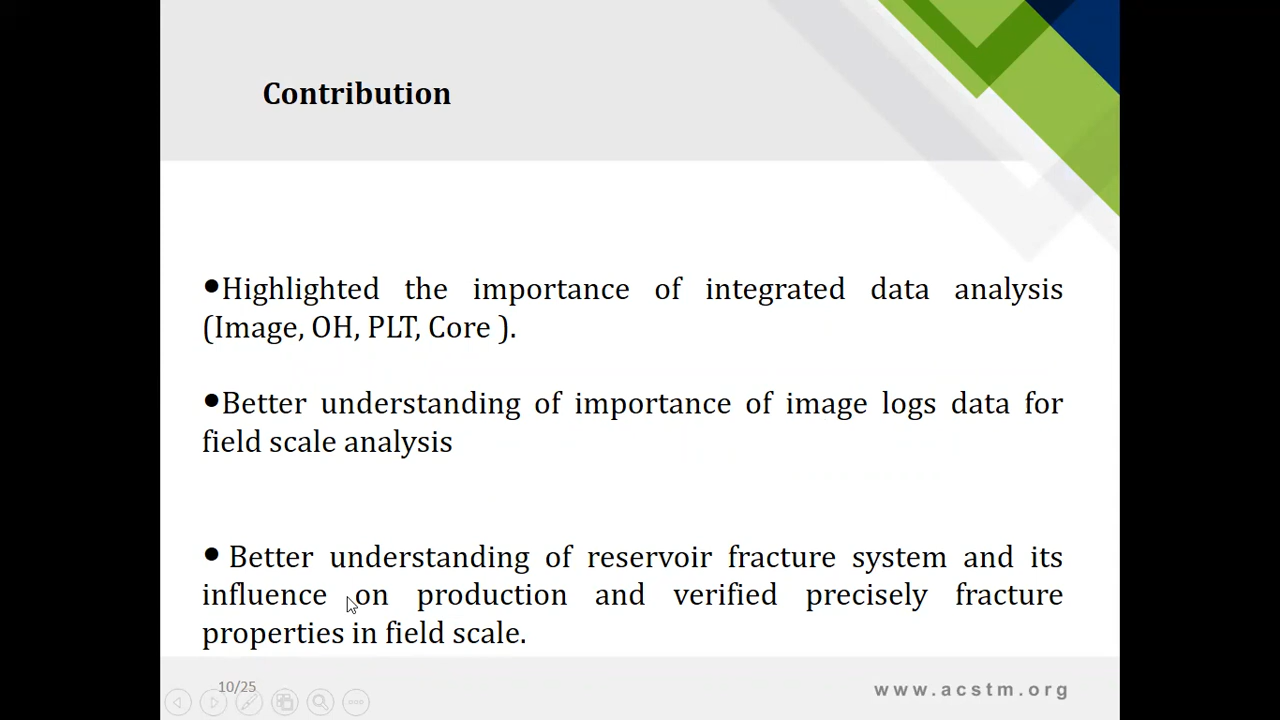 Contribution
●Highlighted the importance of integrated data analysis
(Image, OH, PLT, Core ).
●Better understanding of importance of image logs data for
field scale analysis
● Better understanding of reservoir fracture system and its
influence on production and verified precisely fracture
properties in field scale.
10/25
www.acstm.org